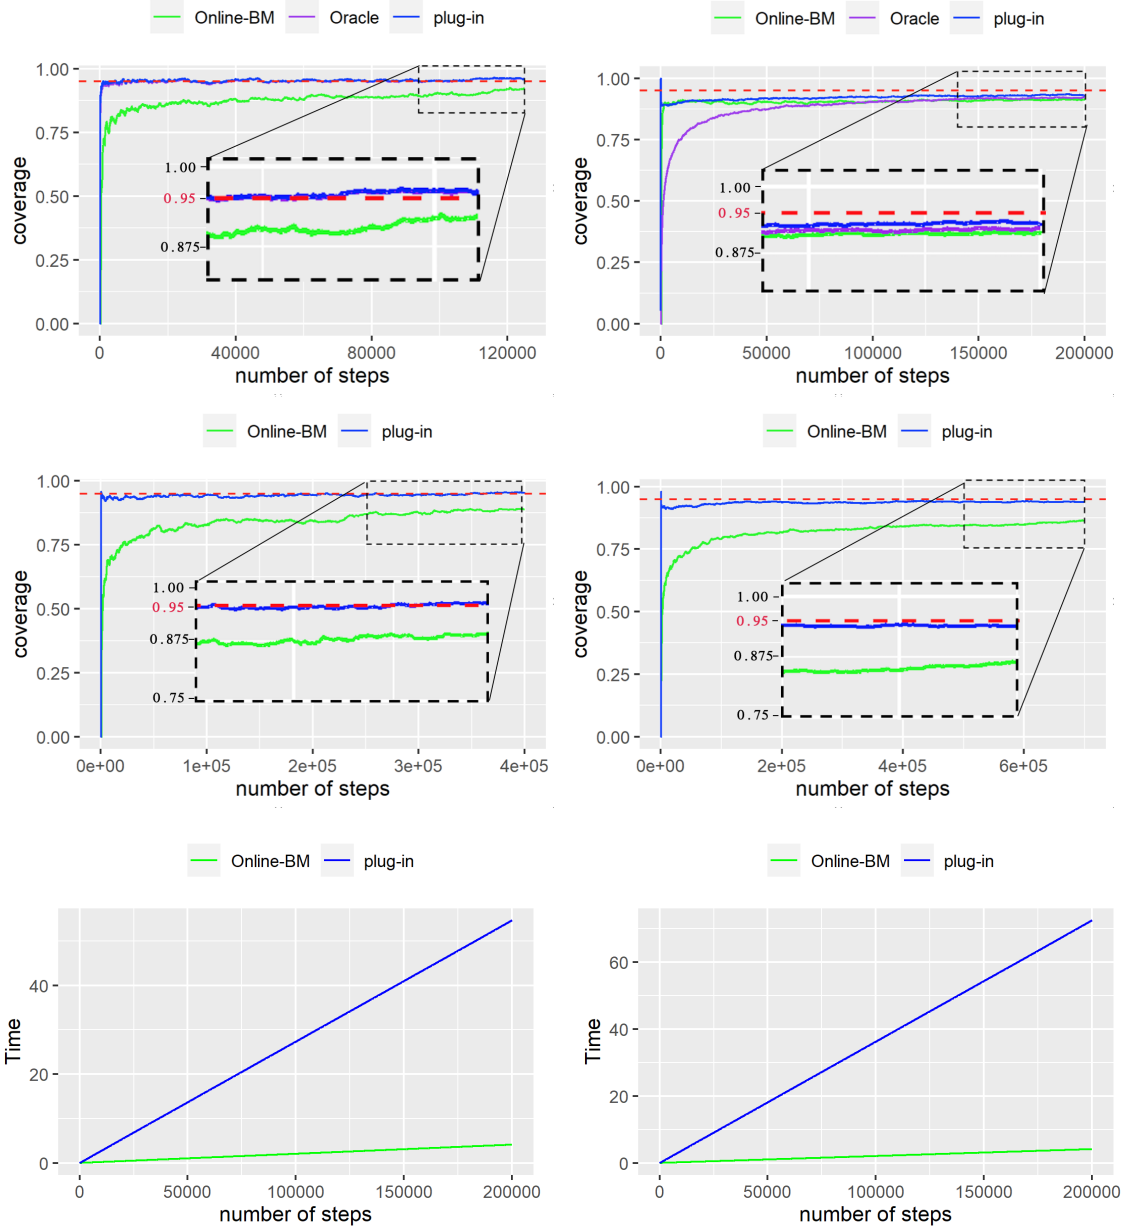 Online-BM Oracle plug-in
coverage
1.00
0.75
0.50
0.25
0.00
1.00
0.95
0.875
0 40000 80000 120000
number of steps
Online-BM Oracle plug-in
coverage
1.00
0.75
0.50
0.25
0.00
1.00
0.95
0.875
0 50000 100000 150000 200000
number of steps
Online-BM plug-in
coverage
1.00
0.75
0.50
0.25
0.00
1.00
0.95
0.875
0.75
0e+00 1e+05 2e+05 3e+05 4e+05
number of steps
Online-BM plug-in
coverage
1.00
0.75
0.50
0.25
0.00
1.00
0.95
0.875
0.75
0e+00 2e+05 4e+05 6e+05
number of steps
Online-BM plug-in
Time
40
20
0
0 50000 100000 150000 200000
number of steps
Online-BM plug-in
Time
60
40
20
0
0 50000 100000 150000 200000
number of steps